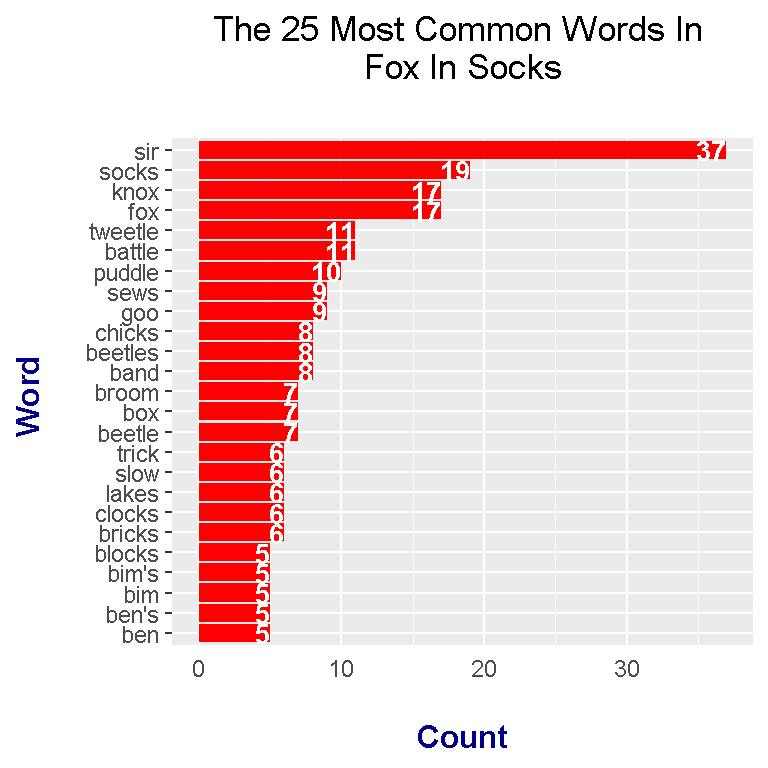 The 25 Most Common Words In
Fox In Socks
Word
sir 37
socks 19
knox 17
fox 17
tweetle 11
battle 11
puddle 10
sews 9
goo 9
chicks 8
beetles 8
band 8
broom 7
box 7
beetle 7
trick 6
slow 6
lakes 6
clocks 6
bricks 6
blocks 5
bim's 5
bim 5
ben's 5
ben 5
0 10 20 30
Count